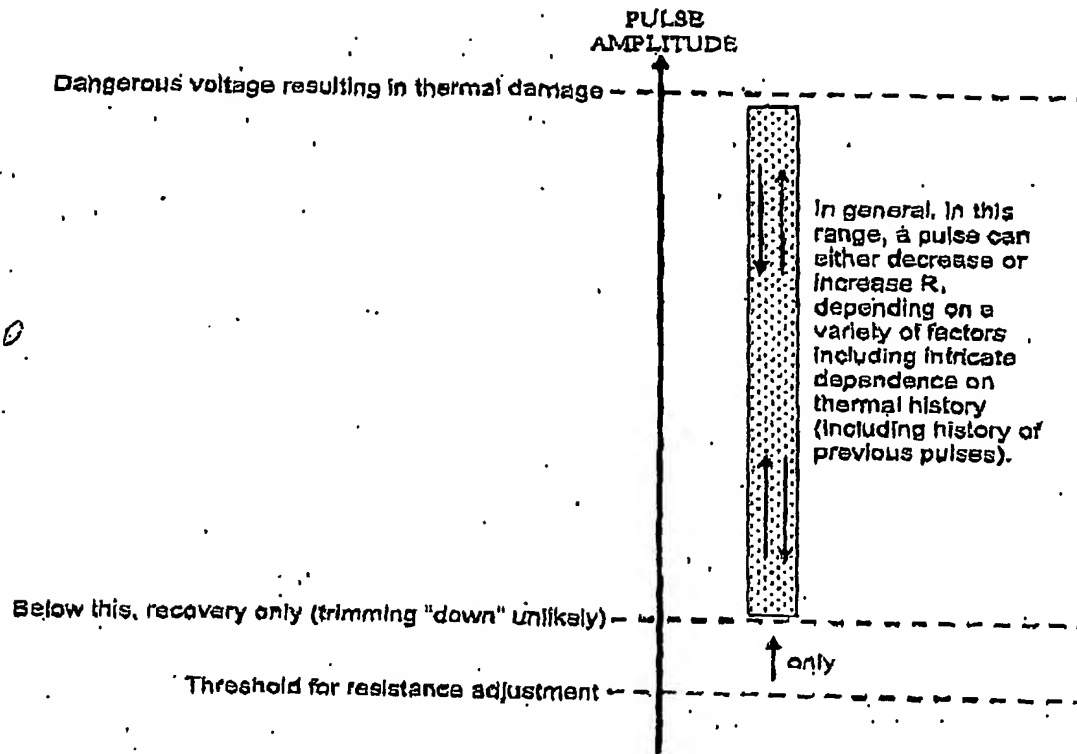 PULSE
AMPLITUDE
Dangerous voltage resulting in thermal damage
In general, in this
range, a pulse can
either decrease or
increase R,
depending on a
variety of factors
including intricate
dependence on
thermal history
(including history of
previous pulses).
Below this, recovery only (trimming "down" unlikely)
only
Threshold for resistance adjustment